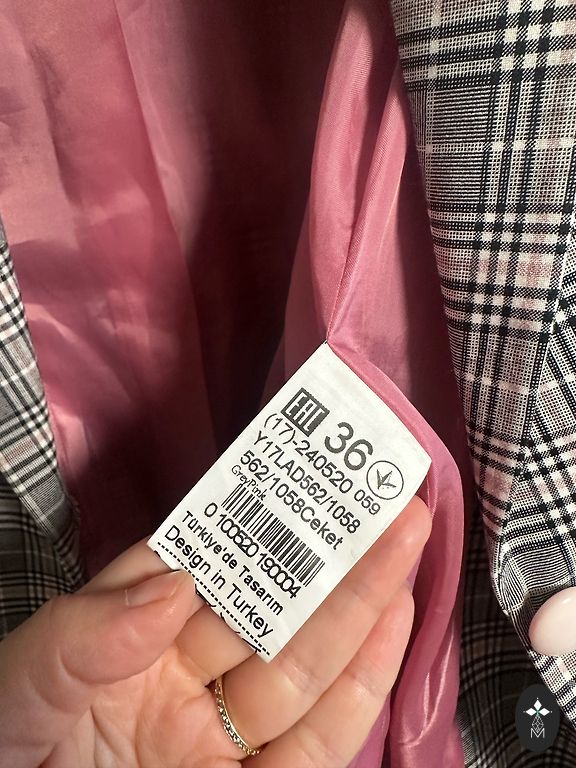 EAC 36
(17)-240520 059
Y17LAD562/1058
562/1058Ceket
Grey/Pink
0 100520 190004
Türkiye'de Tasarım
Design in Turkey
M